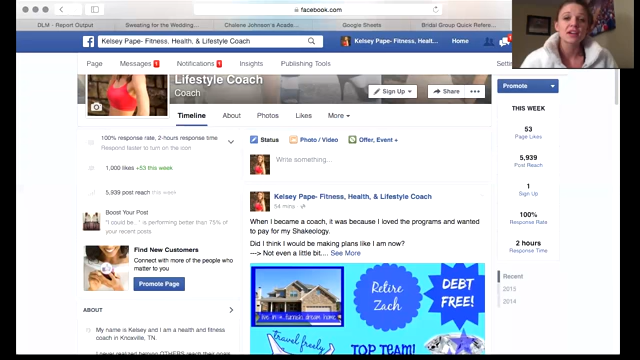 facebook.com
DLM - Report Output
Sweating for the Wedding...
Chalene Johnson's Acads...
Google Sheets
Bridal Group Quick Refere...
Kelsey Pape- Fitness, Health, & Lifestyle Coach
Kelsey Pape- Fitness, Healt...
Home
Page
Messages 1
Notifications 1
Insights
Publishing Tools
Lifestyle Coach
Coach
Sign Up
Share
Promote
Timeline
About
Photos
Likes
More
THIS WEEK
53
Page Likes
5,939
Post Reach
1
Sign Up
100%
Response Rate
2 hours
Response Time
Recent
2015
2014
100% response rate, 2-hours response time
Respond faster to turn on the icon
1,000 likes +53 this week
5,939 post reach this week
Boost Your Post
"I could be..." is performing better than 75% of
your recent posts.
Find New Customers
Connect with more of the people who
matter to you
Promote Page
ABOUT
My name is Kelsey and I am a health and fitness
coach in Knoxville, TN.
Status
Photo / Video
Offer, Event +
Write something...
Kelsey Pape- Fitness, Health, & Lifestyle Coach
54 mins
When I became a coach, it was because I loved the programs and wanted
to pay for my Shakeology.
Did I think I would be making plans like I am now?
---> Not even a little bit.... See More
Retire
Zach
DEBT
FREE!
travel freely
TOP TEAM!